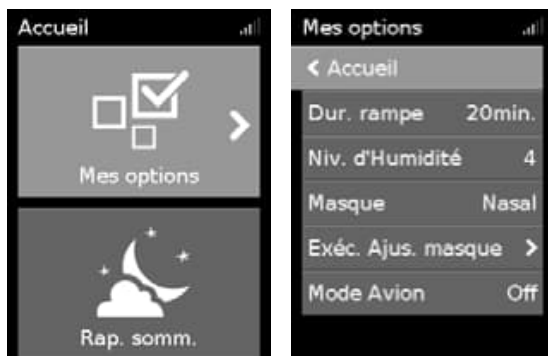 Accueil
Mes options
Rap. somm.
Mes options
Accueil
Dur. rampe 20min.
Niv. d'Humidité 4
Masque Nasal
Exéc. Ajus. masque
Mode Avion Off